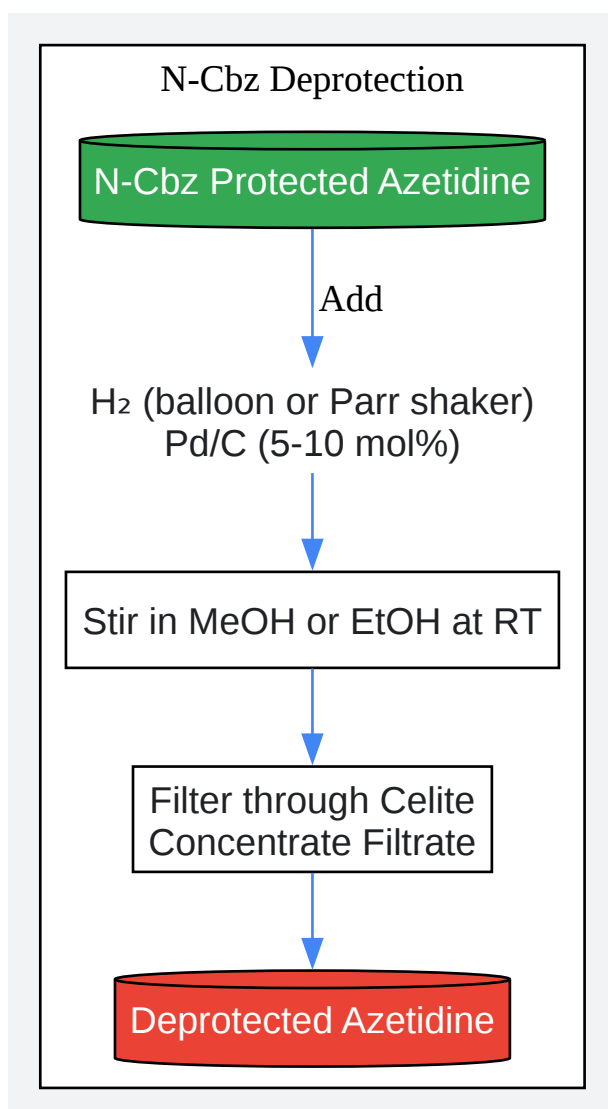 N-Cbz Deprotection
N-Cbz Protected Azetidine
Add
H₂ (balloon or Parr shaker)
Pd/C (5-10 mol%)
Stir in MeOH or EtOH at RT
Filter through Celite
Concentrate Filtrate
Deprotected Azetidine